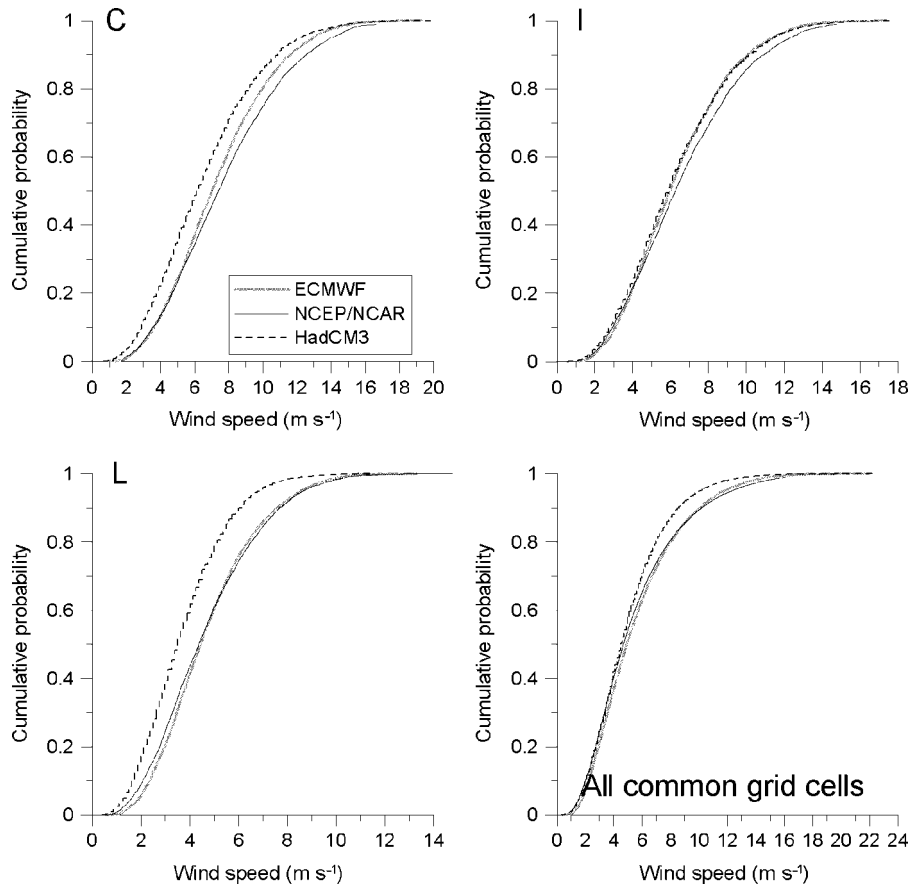 C
1
0.8
0.6
0.4
0.2
0
Cumulative probability
0 2 4 6 8 10 12 14 16 18 20
Wind speed (m s-1)
ECMWF
NCEP/NCAR
HadCM3
I
1
0.8
0.6
0.4
0.2
0
Cumulative probability
0 2 4 6 8 10 12 14 16 18
Wind speed (m s-1)
L
1
0.8
0.6
0.4
0.2
0
Cumulative probability
0 2 4 6 8 10 12 14
Wind speed (m s-1)
1
0.8
0.6
0.4
0.2
0
Cumulative probability
All common grid cells
0 2 4 6 8 10 12 14 16 18 20 22 24
Wind speed (m s-1)